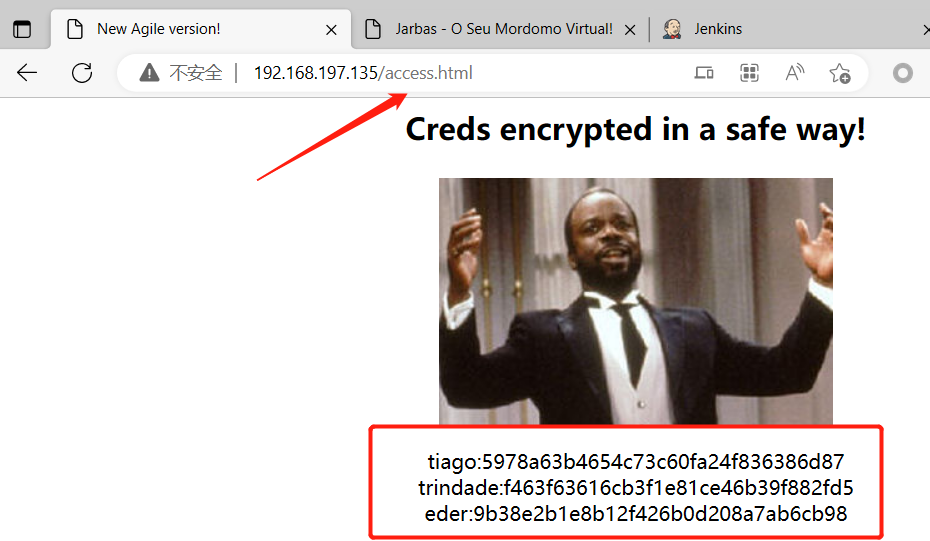 New Agile version!
Jarbas - O Seu Mordomo Virtual!
Jenkins
不安全
192.168.197.135/access.html
Creds encrypted in a safe way!
tiago:5978a63b4654c73c60fa24f836386d87
trindade:f463f63616cb3f1e81ce46b39f882fd5
eder:9b38e2b1e8b12f426b0d208a7ab6cb98